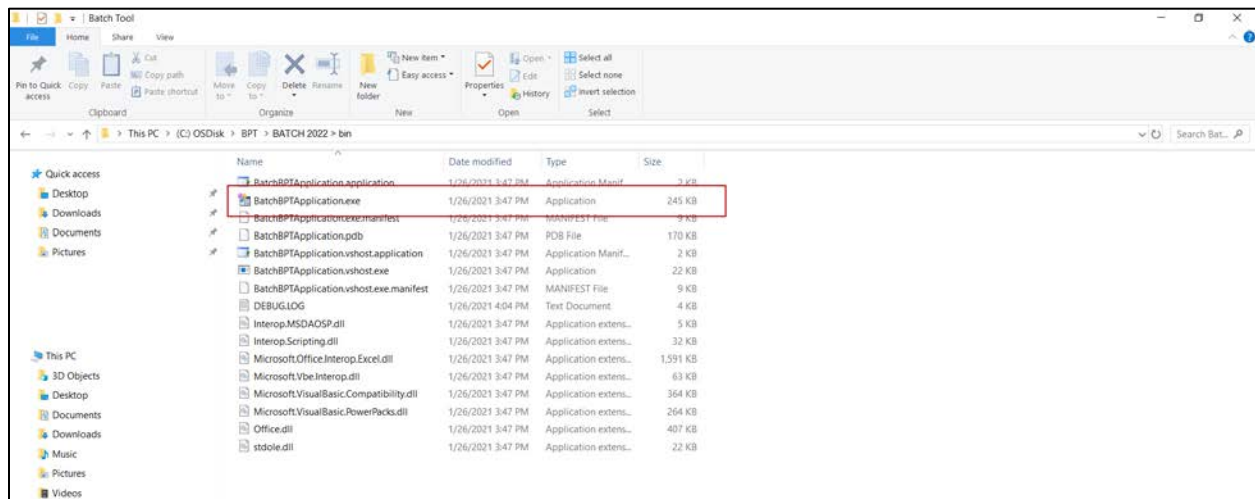 Batch Tool
File Home Share View
Pin to Quick access Copy Paste Cut Copy path Paste shortcut
Move to Copy to Delete Rename New folder New item Easy access
Properties Open Edit History Select all Select none Invert selection
Clipboard Organize New Open Select
This PC > (C:) OSDisk > BPT > BATCH 2022 > bin Search Bat...
Name Date modified Type Size
BatchBPTApplication.application 1/26/2021 3:47 PM Application Manif... 2 KB
BatchBPTApplication.exe 1/26/2021 3:47 PM Application 245 KB
BatchBPTApplication.exe.manifest 1/26/2021 3:47 PM MANIFEST File 9 KB
BatchBPTApplication.pdb 1/26/2021 3:47 PM PDB File 170 KB
BatchBPTApplication.vshost.application 1/26/2021 3:47 PM Application Manif... 2 KB
BatchBPTApplication.vshost.exe 1/26/2021 3:47 PM Application 22 KB
BatchBPTApplication.vshost.exe.manifest 1/26/2021 3:47 PM MANIFEST File 9 KB
DEBUG.LOG 1/26/2021 4:04 PM Text Document 4 KB
Interop.MSDAOSP.dll 1/26/2021 3:47 PM Application extens... 5 KB
Interop.Scripting.dll 1/26/2021 3:47 PM Application extens... 32 KB
Microsoft.Office.Interop.Excel.dll 1/26/2021 3:47 PM Application extens... 1,591 KB
Microsoft.Vbe.Interop.dll 1/26/2021 3:47 PM Application extens... 63 KB
Microsoft.VisualBasic.Compatibility.dll 1/26/2021 3:47 PM Application extens... 364 KB
Microsoft.VisualBasic.PowerPacks.dll 1/26/2021 3:47 PM Application extens... 264 KB
Office.dll 1/26/2021 3:47 PM Application extens... 407 KB
stdole.dll 1/26/2021 3:47 PM Application extens... 22 KB
Quick access
Desktop
Downloads
Documents
Pictures
This PC
3D Objects
Desktop
Documents
Downloads
Music
Pictures
Videos